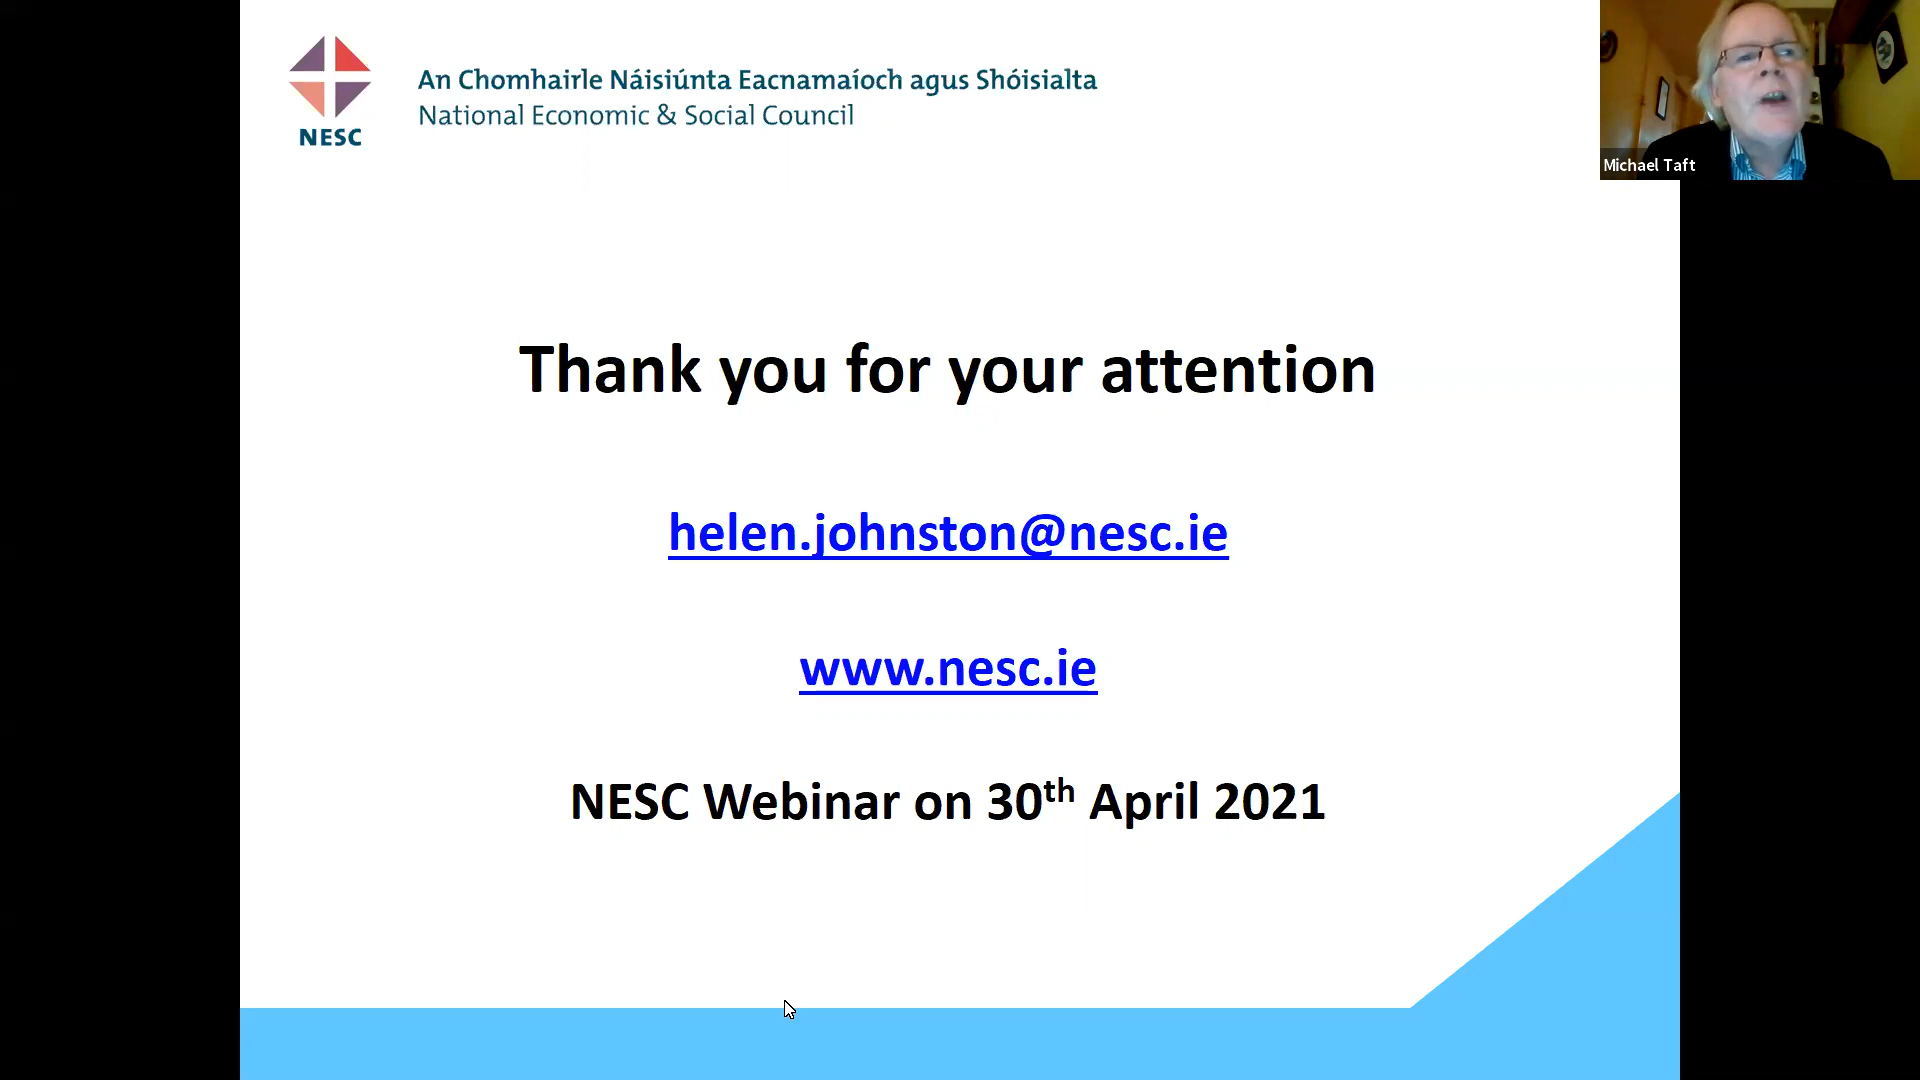 An Chomhairle Náisiúnta Eacnamaíoch agus Shóisialta
National Economic & Social Council
NESC
Michael Taft
Thank you for your attention
helen.johnston@nesc.ie
www.nesc.ie
NESC Webinar on 30th April 2021